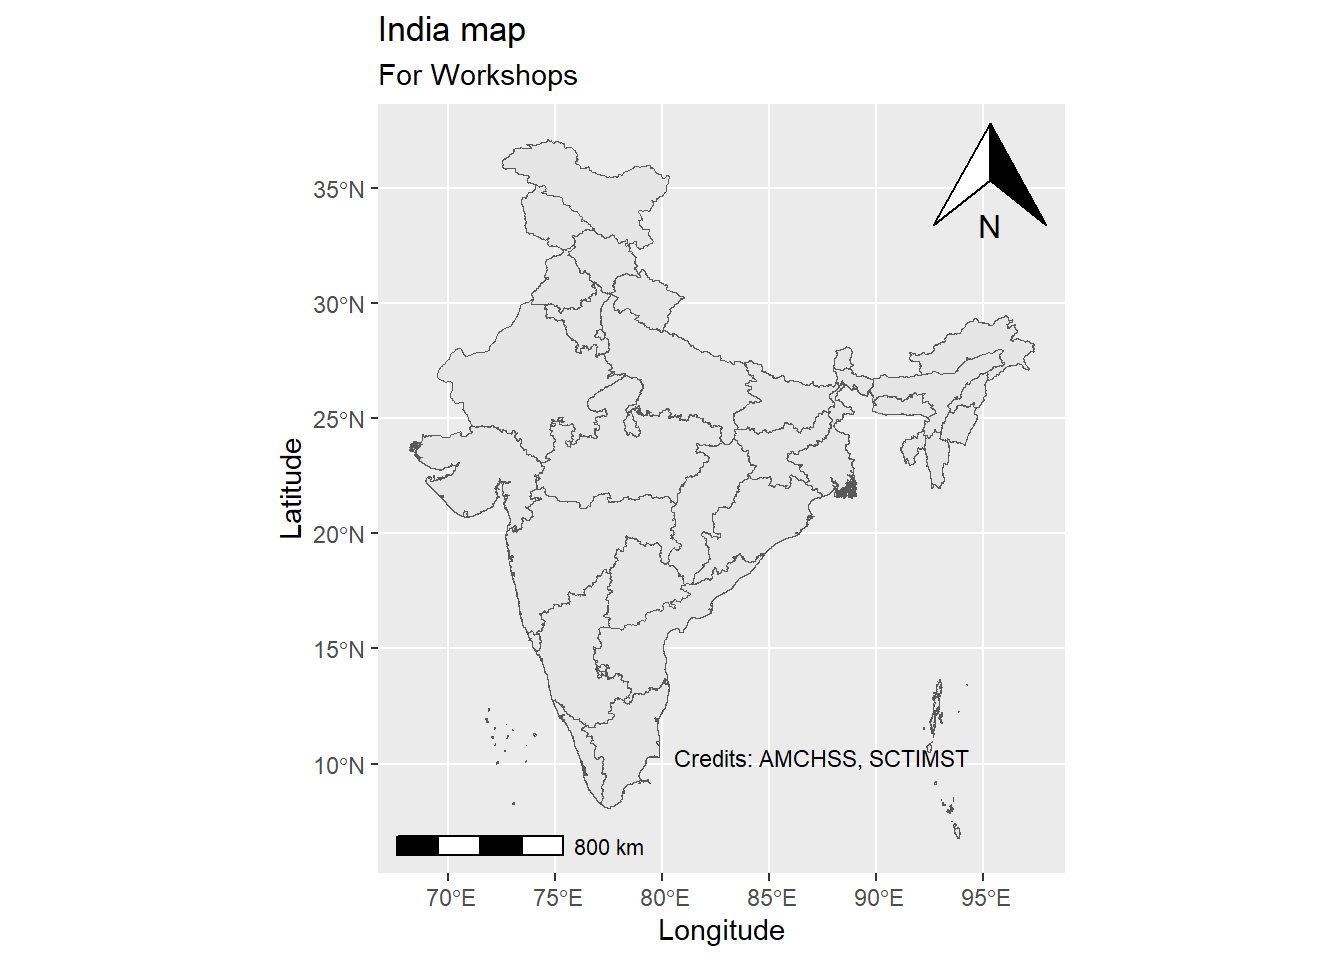 India map
For Workshops
N
35°N
30°N
25°N
20°N
15°N
10°N
Latitude
Credits: AMCHSS, SCTIMST
800 km
70°E 75°E 80°E 85°E 90°E 95°E
Longitude